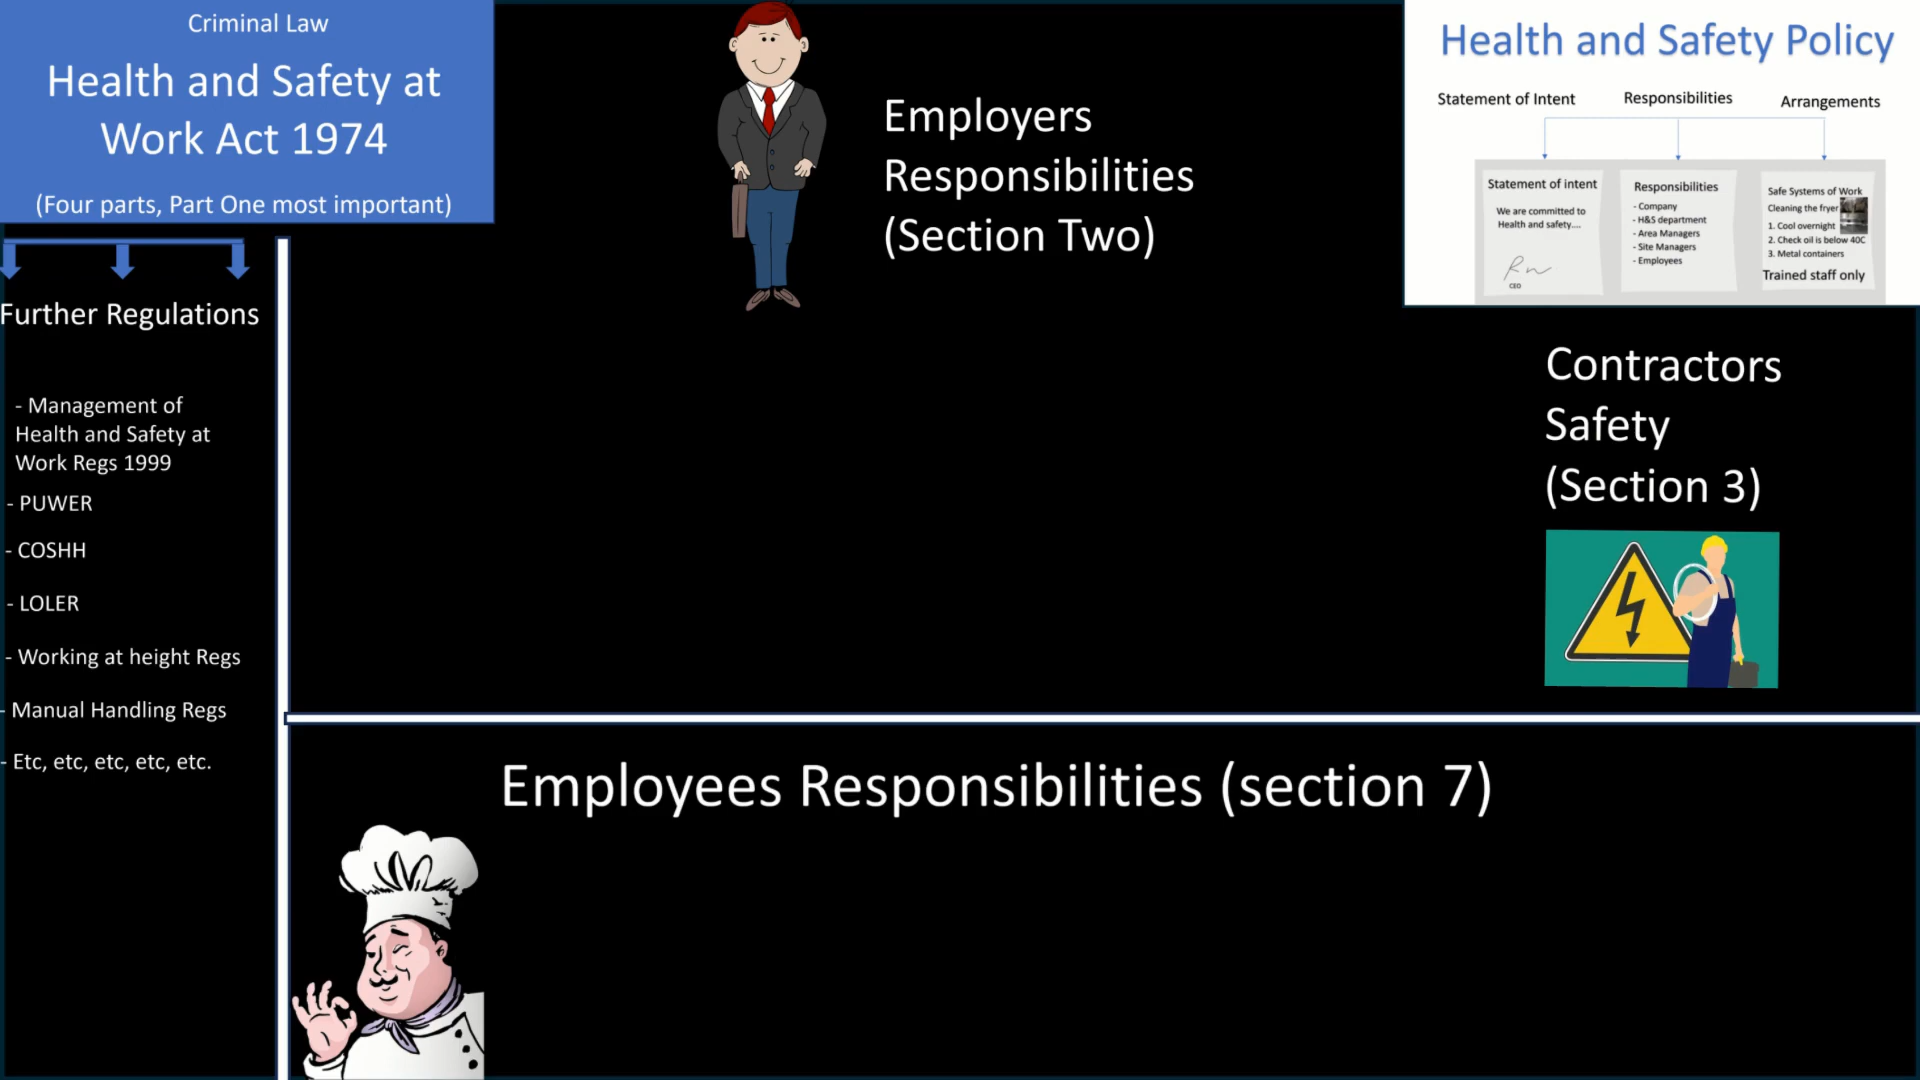 Criminal Law
Health and Safety at
Work Act 1974
(Four parts, Part One most important)
Further Regulations
- Management of
Health and Safety at
Work Regs 1999
- PUWER
- COSHH
- LOLER
- Working at height Regs
- Manual Handling Regs
- Etc, etc, etc, etc, etc.
Employers
Responsibilities
(Section Two)
Health and Safety Policy
Statement of Intent
Responsibilities
Arrangements
Statement of intent
We are committed to
Health and safety....
CEO
Responsibilities
- Company
- H&S department
- Area Managers
- Site Managers
- Employees
Safe Systems of Work
Cleaning the fryer
1. Cool overnight
2. Check oil is below 40C
3. Metal containers
Trained staff only
Contractors
Safety
(Section 3)
Employees Responsibilities (section 7)